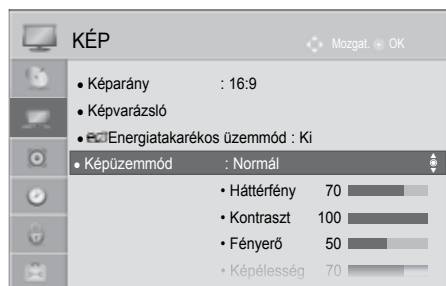 KÉP
Mozgat. OK
• Képarány : 16:9
• Képvarázsló
• Energiatakarékos üzemmód : Ki
• Képüzemmód : Normál
• Háttérfény 70
• Kontraszt 100
• Fényerő 50
• Képélesség 70